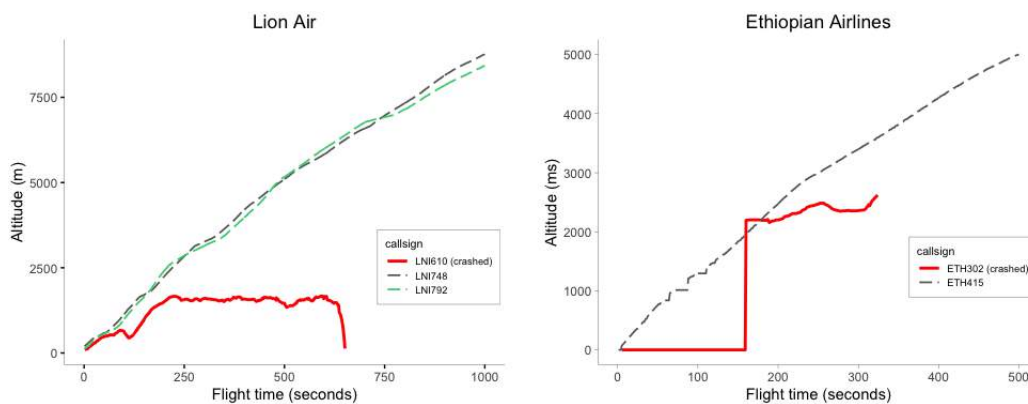 Lion Air
Altitude (m)
7500
5000
2500
0
callsign
LNI610 (crashed)
LNI748
LNI792
0
250
500
750
1000
Flight time (seconds)
Ethiopian Airlines
Altitude (ms)
5000
4000
3000
2000
1000
0
callsign
ETH302 (crashed)
ETH415
0
100
200
300
400
500
Flight time (seconds)